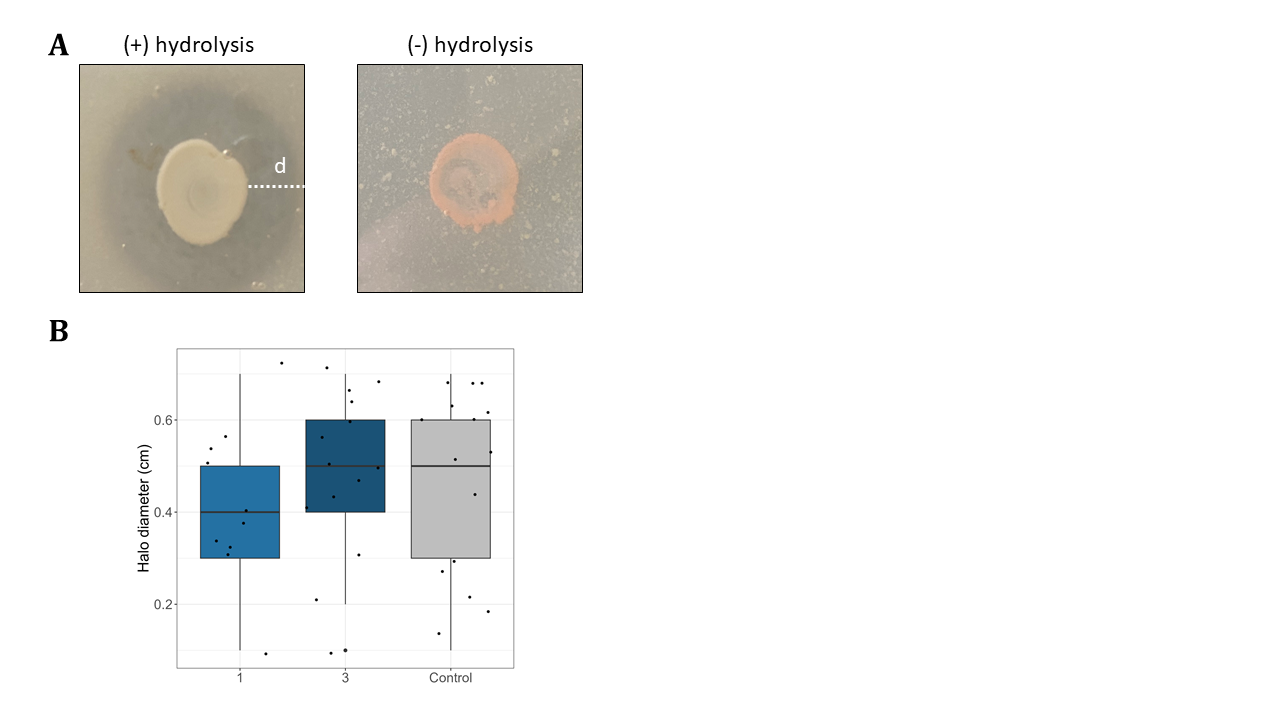 A
(+) hydrolysis
(-) hydrolysis
d
B
Halo diameter (cm)
0.6
0.4
0.2
1
3
Control